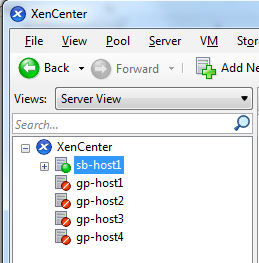 XenCenter
File View Pool Server VM
Back Forward Add Ne
Views: Server View
Search...
XenCenter
sb-host1
gp-host1
gp-host2
gp-host3
gp-host4